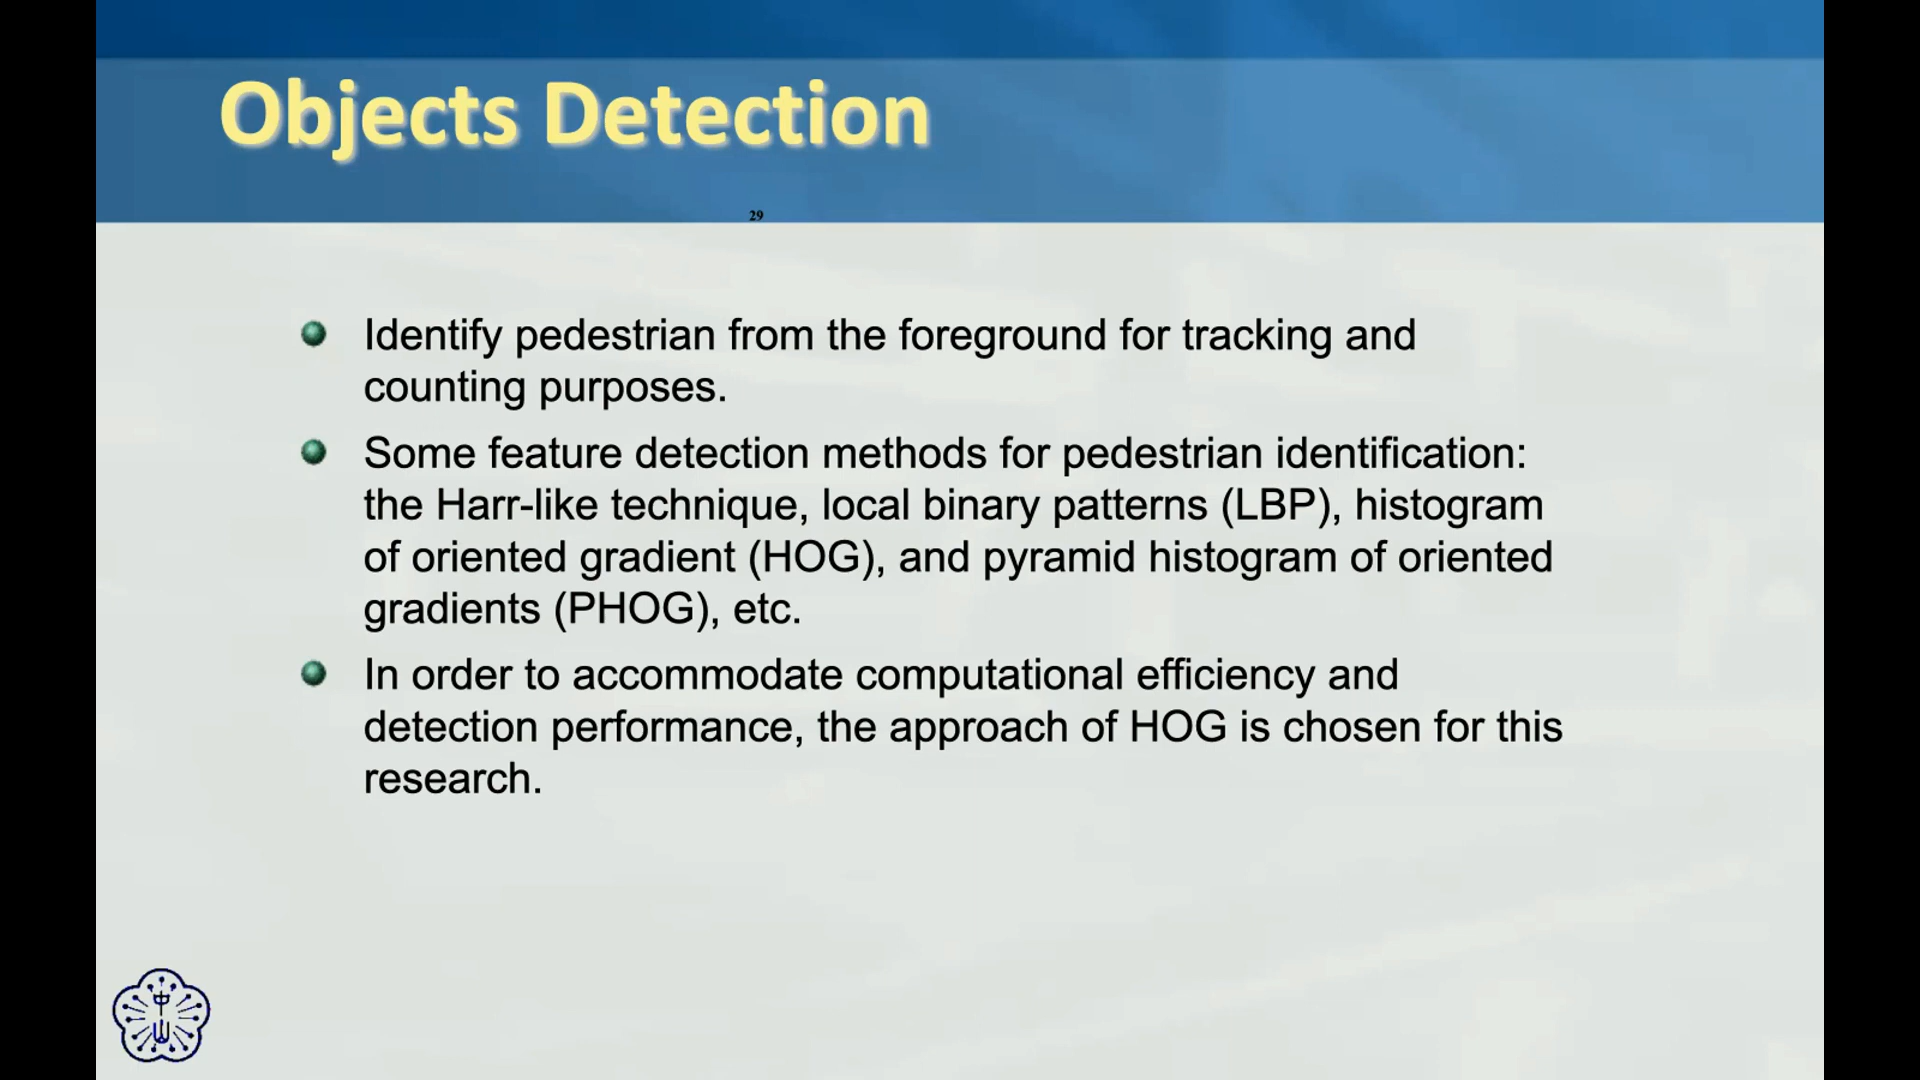 Objects Detection
29
Identify pedestrian from the foreground for tracking and
counting purposes.
Some feature detection methods for pedestrian identification:
the Harr-like technique, local binary patterns (LBP), histogram
of oriented gradient (HOG), and pyramid histogram of oriented
gradients (PHOG), etc.
In order to accommodate computational efficiency and
detection performance, the approach of HOG is chosen for this
research.